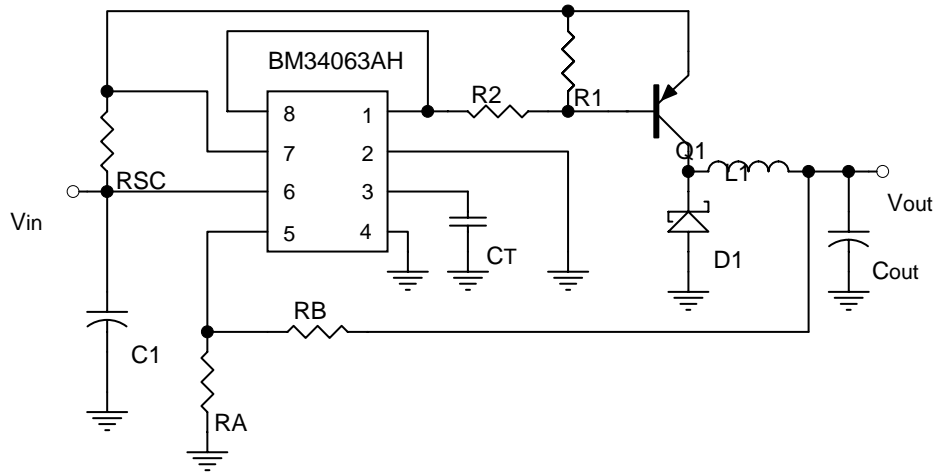 BM34063AH
R2
R1
8
1
7
2
Q1
L1
RSC
6
3
Vin
Vout
5
4
CT
D1
Cout
RB
C1
RA